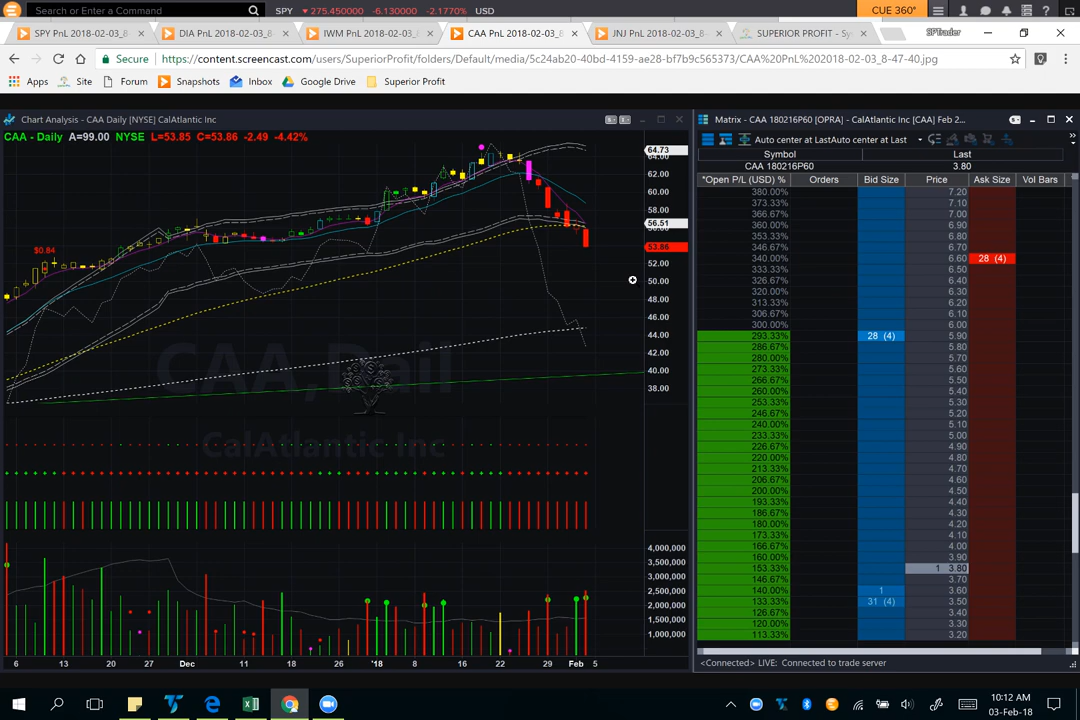 Search or Enter a Command SPY 275.450000 -6.130000 -2.1770% USD CUE 360°
SPY PnL 2018-02-03_8 DIA PnL 2018-02-03_8 IWM PnL 2018-02-03_8 CAA PnL 2018-02-03_8 JNJ PnL 2018-02-03_8- SUPERIOR PROFIT - Sy SPTrader
Secure https://content.screencast.com/users/SuperiorProfit/folders/Default/media/5c24ab20-40bd-4159-ae28-bf7b9c565373/CAA%20PnL%202018-02-03_8-47-40.jpg
Apps Site Forum Snapshots Inbox Google Drive Superior Profit
Chart Analysis - CAA Daily [NYSE] CalAtlantic Inc
CAA - Daily A=99.00 NYSE L=53.85 C=53.86 -2.49 -4.42%
64.73
64.00
62.00
60.00
58.00
56.51
53.86
52.00
50.00
48.00
46.00
44.00
42.00
40.00
38.00
$0.84
CAA,Dail
CalAtlantic Inc
4,000,000
3,500,000
3,000,000
2,500,000
2,000,000
1,500,000
1,000,000
6 13 20 27 Dec 11 18 26 '18 8 16 22 29 Feb 5
Matrix - CAA 180216P60 [OPRA] - CalAtlantic Inc [CAA] Feb 2...
Auto center at LastAuto center at Last
Symbol Last
CAA 180216P60 3.80
*Open P/L (USD) % Orders Bid Size Price Ask Size Vol Bars
380.00% 7.20
373.33% 7.10
366.67% 7.00
360.00% 6.90
353.33% 6.80
346.67% 6.70
340.00% 6.60 28 (4)
333.33% 6.50
326.67% 6.40
320.00% 6.30
313.33% 6.20
306.67% 6.10
300.00% 6.00
293.33% 28 (4) 5.90
286.67% 5.80
280.00% 5.70
273.33% 5.60
266.67% 5.50
260.00% 5.40
253.33% 5.30
246.67% 5.20
240.00% 5.10
233.33% 5.00
226.67% 4.90
220.00% 4.80
213.33% 4.70
206.67% 4.60
200.00% 4.50
193.33% 4.40
186.67% 4.30
180.00% 4.20
173.33% 4.10
166.67% 4.00
160.00% 3.90
153.33% 1 3.80
146.67% 3.70
140.00% 1 3.60
133.33% 31 (4) 3.50
126.67% 3.40
120.00% 3.30
113.33% 3.20
<Connected> LIVE: Connected to trade server
10:12 AM
03-Feb-18